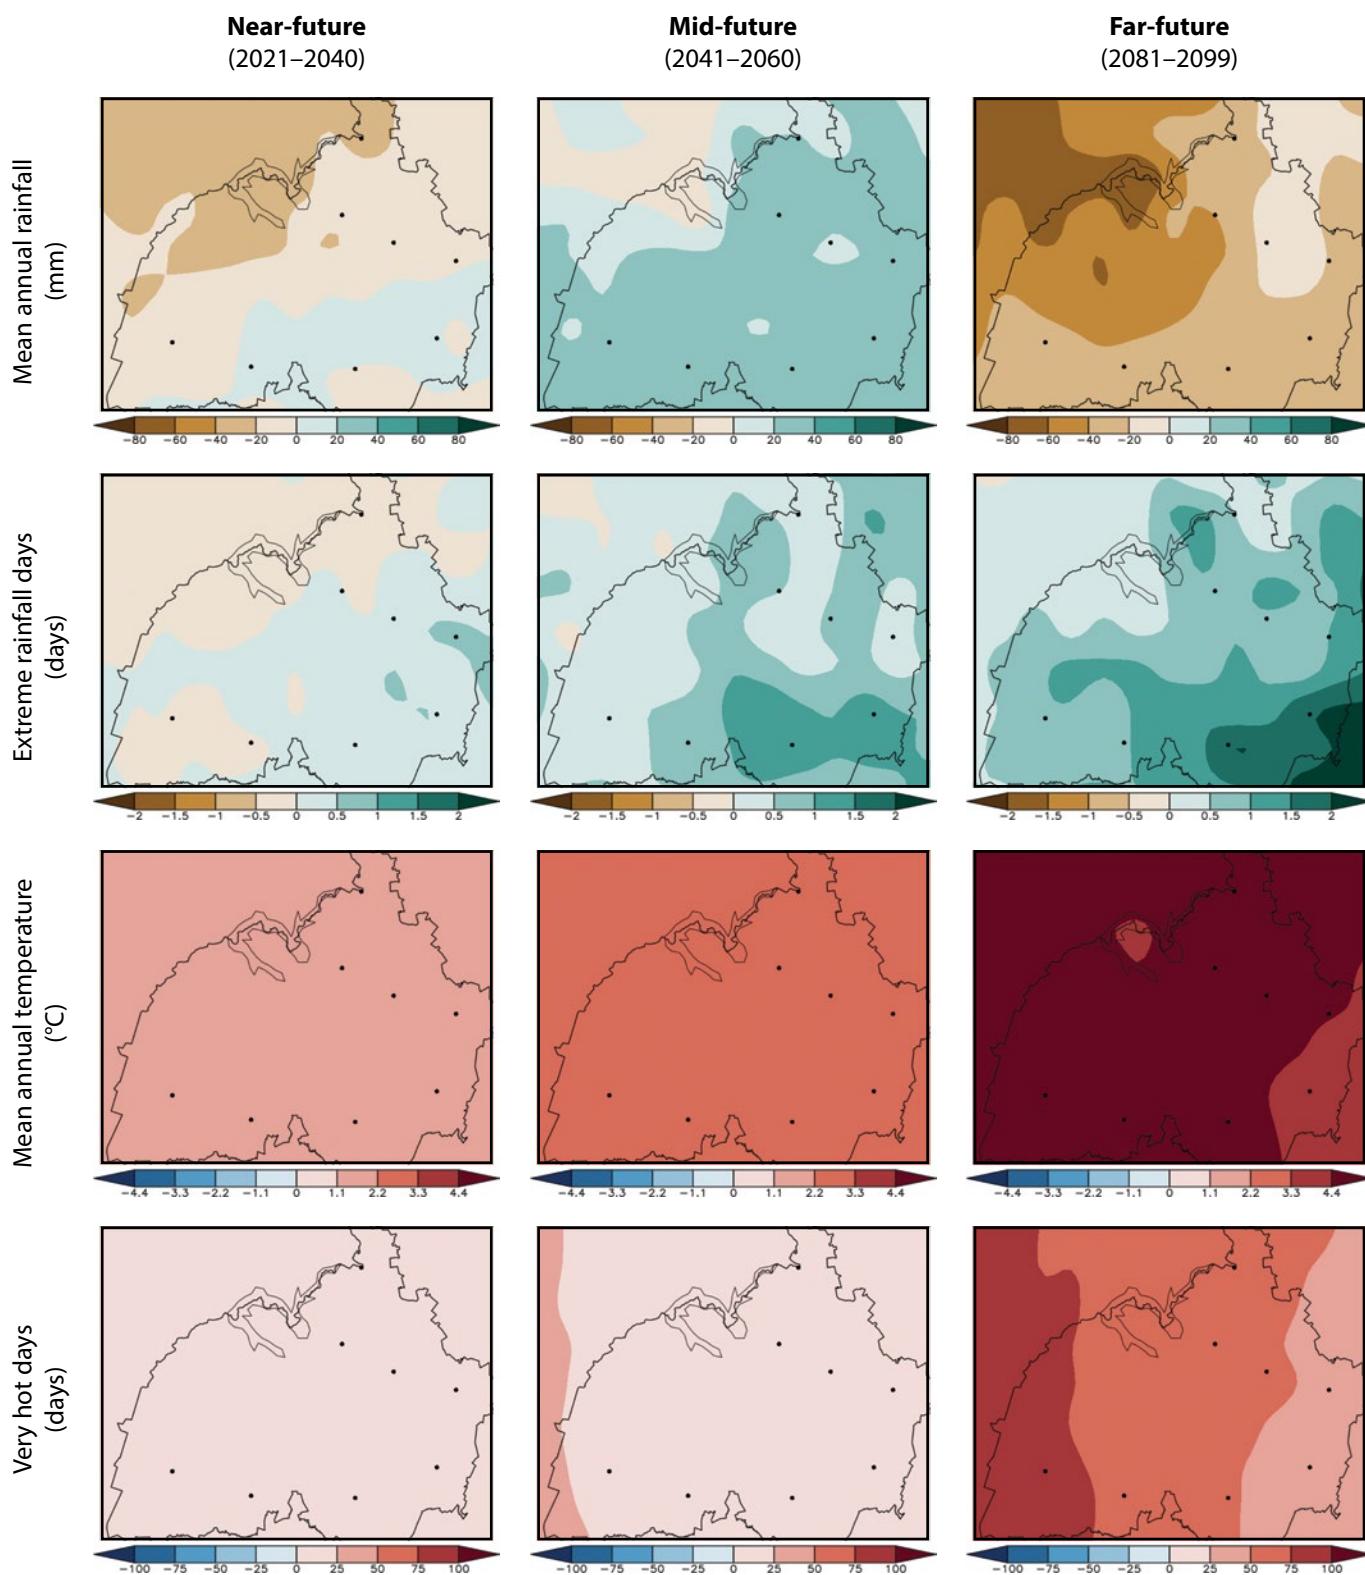 Near-future
(2021–2040)
Mid-future
(2041–2060)
Far-future
(2081–2099)
Mean annual rainfall
(mm)
−80 −60 −40 −20 0 20 40 60 80
−80 −60 −40 −20 0 20 40 60 80
−80 −60 −40 −20 0 20 40 60 80
Extreme rainfall days
(days)
−2 −1.5 −1 −0.5 0 0.5 1 1.5 2
−2 −1.5 −1 −0.5 0 0.5 1 1.5 2
−2 −1.5 −1 −0.5 0 0.5 1 1.5 2
Mean annual temperature
(°C)
−4.4 −3.3 −2.2 −1.1 0 1.1 2.2 3.3 4.4
−4.4 −3.3 −2.2 −1.1 0 1.1 2.2 3.3 4.4
−4.4 −3.3 −2.2 −1.1 0 1.1 2.2 3.3 4.4
Very hot days
(days)
−100 −75 −50 −25 0 25 50 75 100
−100 −75 −50 −25 0 25 50 75 100
−100 −75 −50 −25 0 25 50 75 100